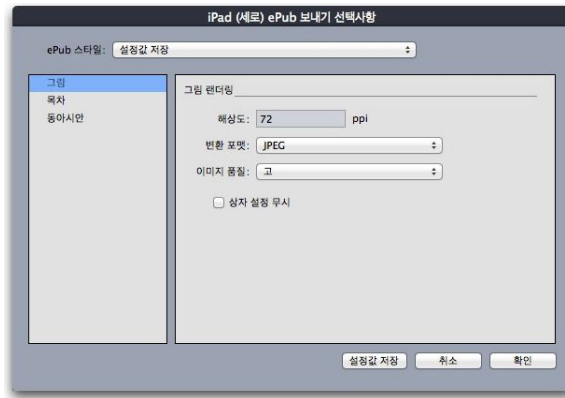 iPad (세로) ePub 보내기 선택사항
ePub 스타일: 설정값 저장
그림
목차
동아시안
그림 랜더링
해상도: 72 ppi
변환 포맷: JPEG
이미지 품질: 고
상자 설정 무시
설정값 저장 취소 확인